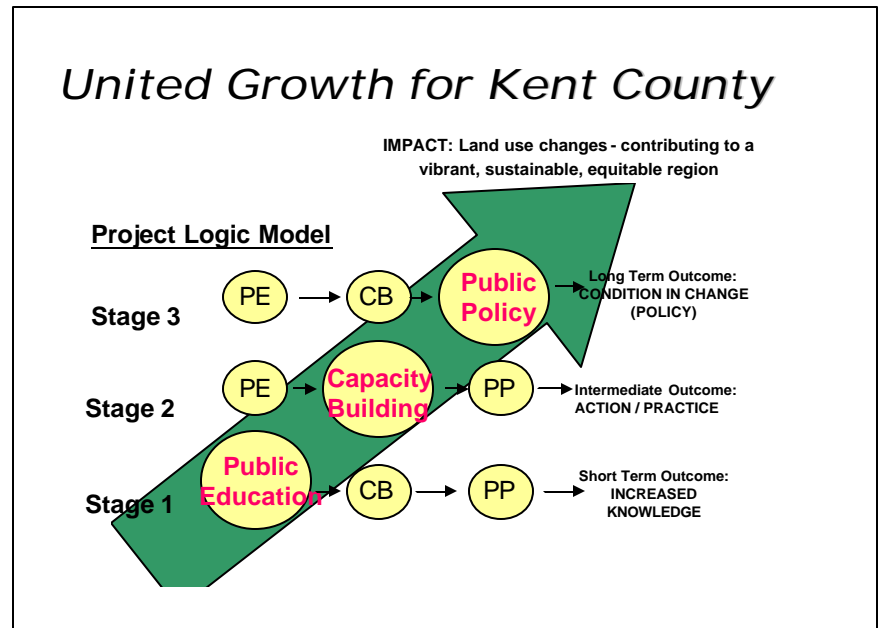 United Growth for Kent County
IMPACT: Land use changes - contributing to a
vibrant, sustainable, equitable region
Project Logic Model
Stage 3
PE
CB
Public
Policy
Long Term Outcome:
CONDITION IN CHANGE
(POLICY)
Stage 2
PE
Capacity
Building
PP
Intermediate Outcome:
ACTION / PRACTICE
Stage 1
Public
Education
CB
PP
Short Term Outcome:
INCREASED
KNOWLEDGE